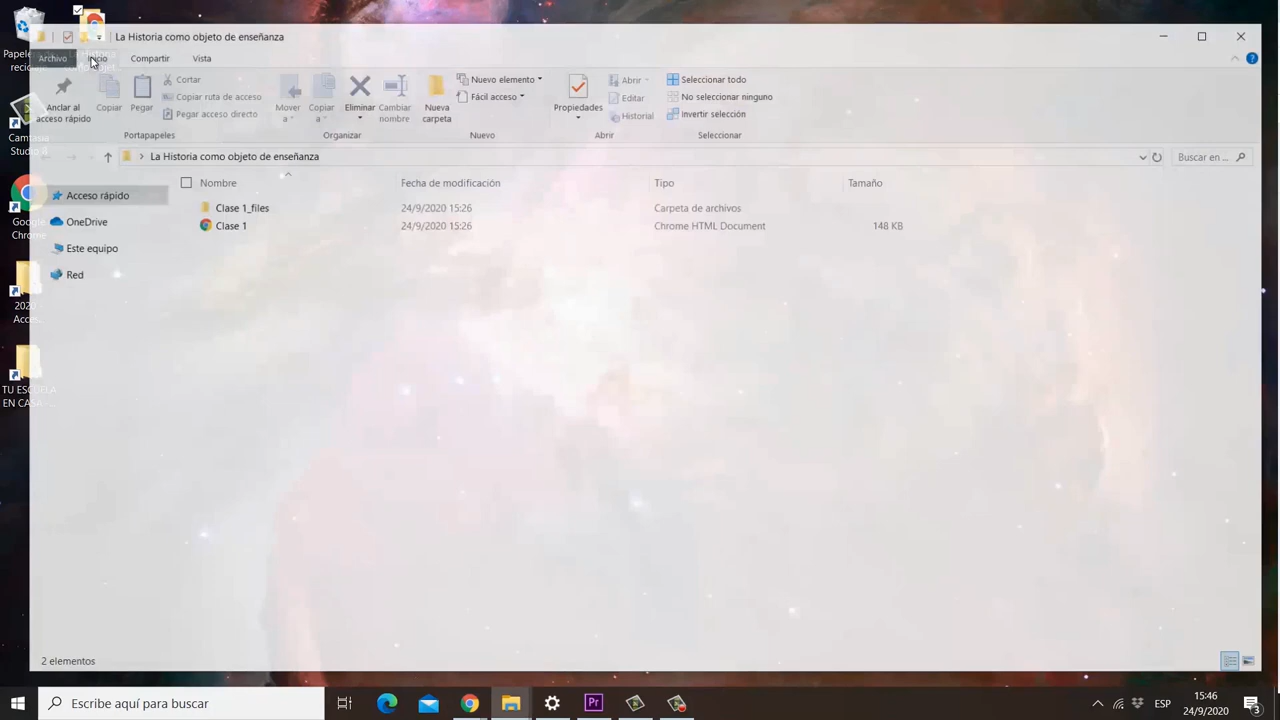 La Historia como objeto de enseñanza
Archivo
Inicio
Compartir
Vista
Anclar al
acceso rápido
Copiar
Pegar
Cortar
Copiar ruta de acceso
Pegar acceso directo
Portapapeles
Mover
a
Copiar
a
Eliminar
Cambiar
nombre
Organizar
Nueva
carpeta
Nuevo elemento
Fácil acceso
Nuevo
Propiedades
Abrir
Editar
Historial
Abrir
Seleccionar todo
No seleccionar ninguno
Invertir selección
Seleccionar
La Historia como objeto de enseñanza
Buscar en ...
Nombre
Fecha de modificación
Tipo
Tamaño
Clase 1_files
24/9/2020 15:26
Carpeta de archivos
Clase 1
24/9/2020 15:26
Chrome HTML Document
148 KB
Acceso rápido
OneDrive
Este equipo
Red
Google
Chrome
Acce...
TU ESCUELA
EN CASA
2 elementos
Escribe aquí para buscar
Pr
ESP
15:46
24/9/2020
3